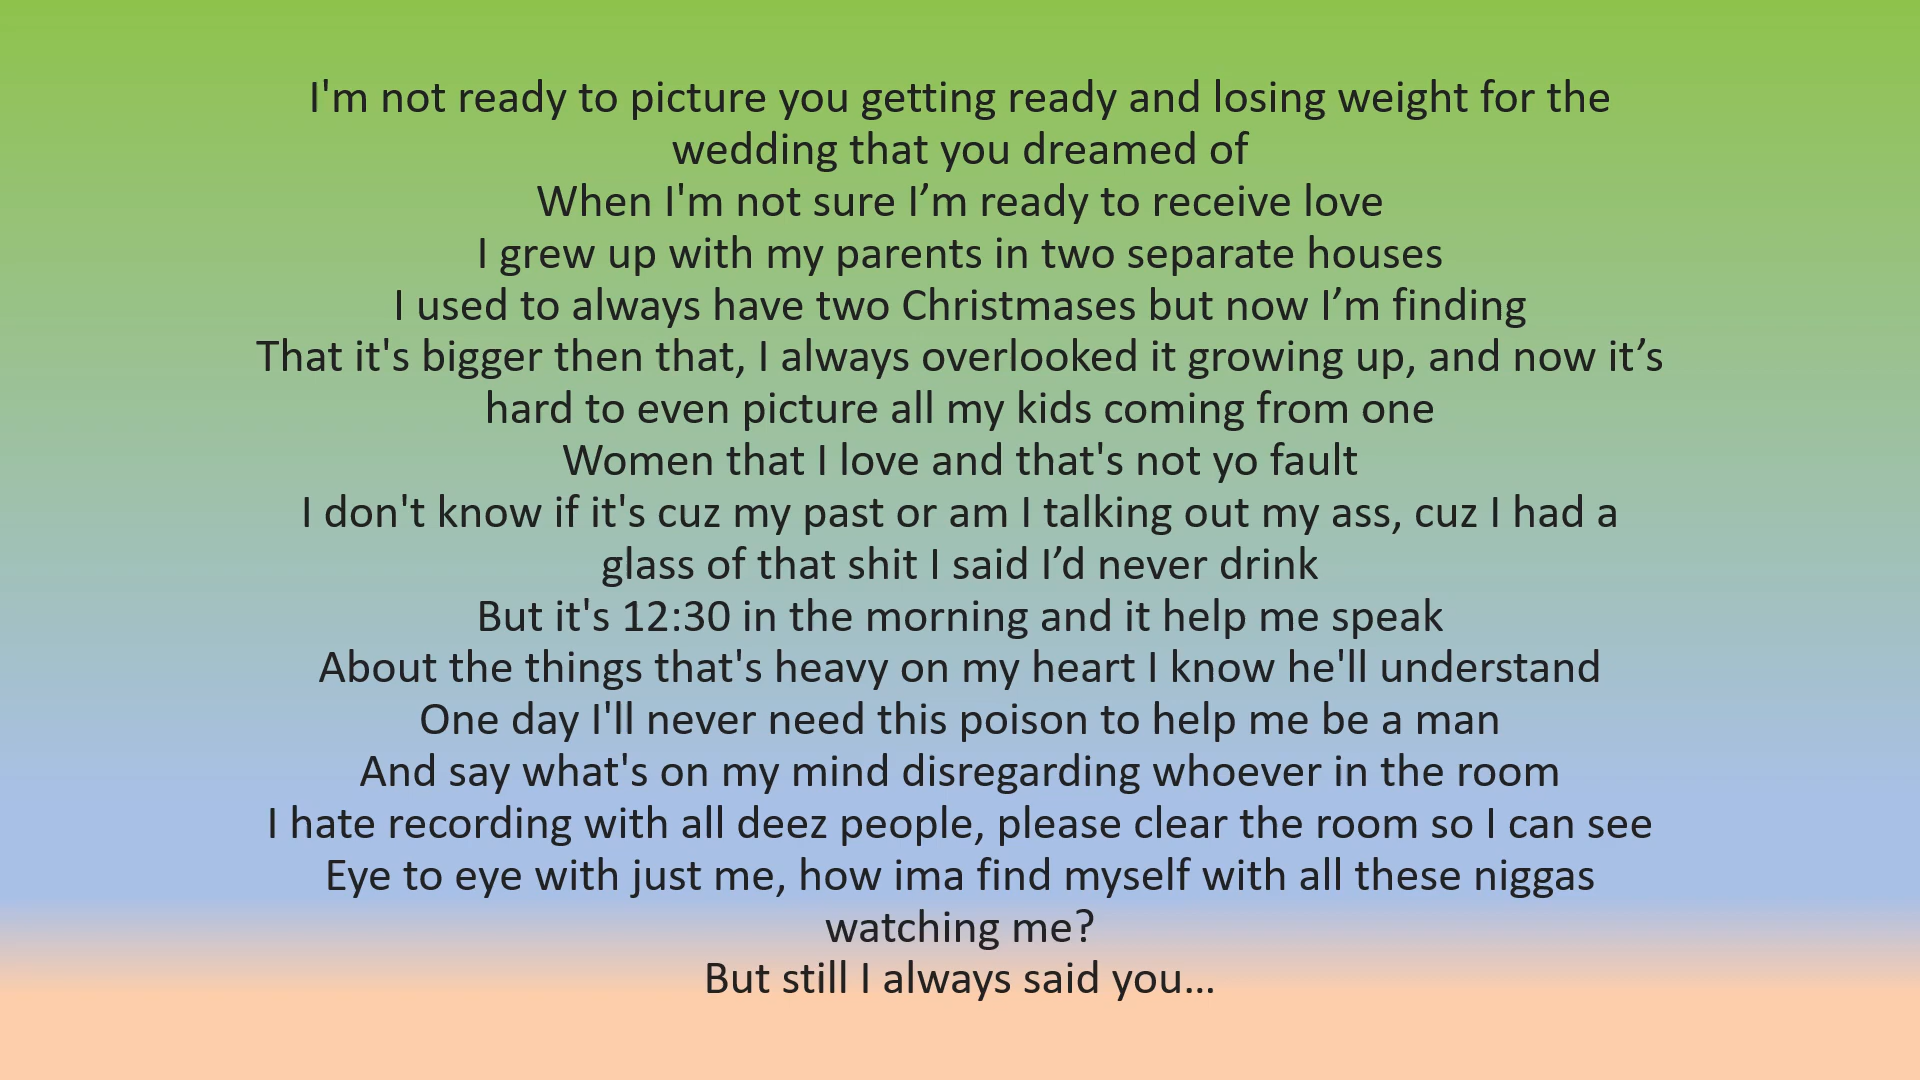 I'm not ready to picture you getting ready and losing weight for the
wedding that you dreamed of
When I'm not sure I’m ready to receive love
I grew up with my parents in two separate houses
I used to always have two Christmases but now I’m finding
That it's bigger then that, I always overlooked it growing up, and now it’s
hard to even picture all my kids coming from one
Women that I love and that's not yo fault
I don't know if it's cuz my past or am I talking out my ass, cuz I had a
glass of that shit I said I’d never drink
But it's 12:30 in the morning and it help me speak
About the things that's heavy on my heart I know he'll understand
One day I'll never need this poison to help me be a man
And say what's on my mind disregarding whoever in the room
I hate recording with all deez people, please clear the room so I can see
Eye to eye with just me, how ima find myself with all these niggas
watching me?
But still I always said you…